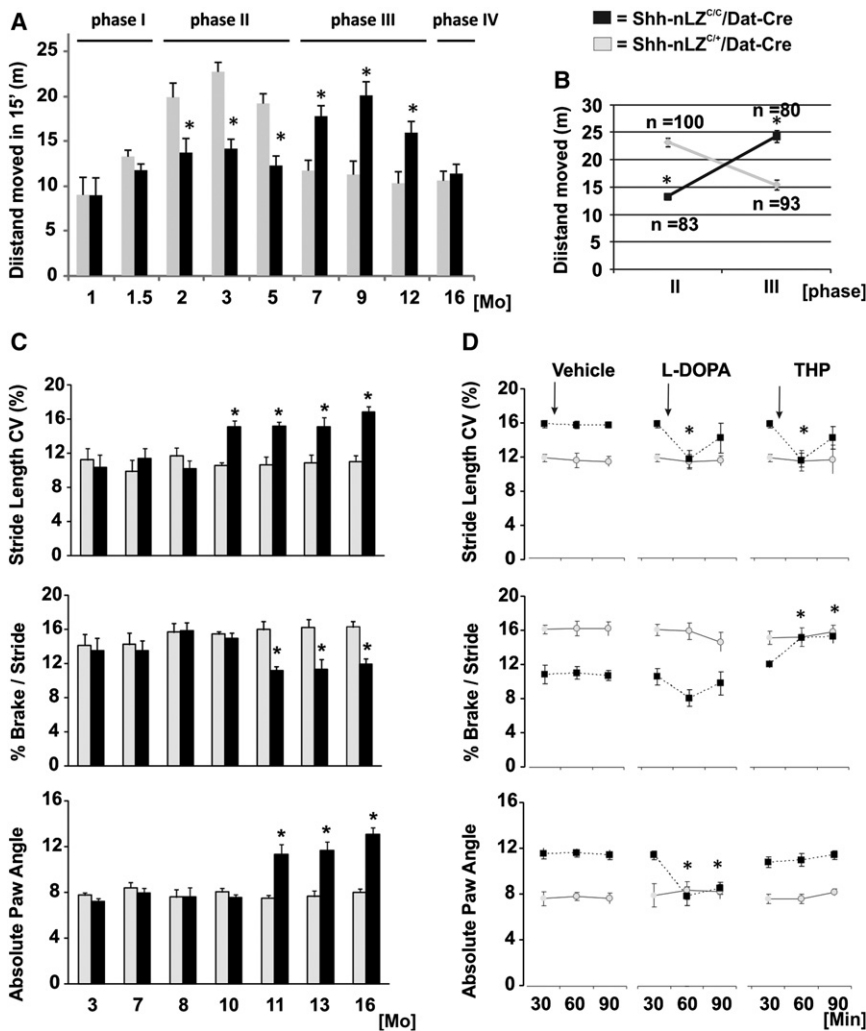 A
phase I phase II phase III phase IV
Diistand moved in 15' (m)
25
20
15
10
5
0
* * * * * *
1 1.5 2 3 5 7 9 12 16 [Mo]
= Shh-nLZC/C/Dat-Cre
= Shh-nLZC/+/Dat-Cre
B
Diistand moved (m)
30
25
20
15
10
5
0
n =100 n =80
*
*
n =83 n =93
II III [phase]
C
Stride Length CV (%)
20
16
12
8
4
0
* * * *
% Brake / Stride
20
16
12
8
4
0
* * *
Absolute Paw Angle
16
12
8
4
0
* * *
3 7 8 10 11 13 16
[Mo]
D
Vehicle L-DOPA THP
Stride Length CV (%)
16
12
8
4
0
* *
% Brake / Stride
20
16
12
8
4
0
* *
Absolute Paw Angle
16
12
8
4
0
* *
30 60 90 30 60 90 30 60 90
[Min]